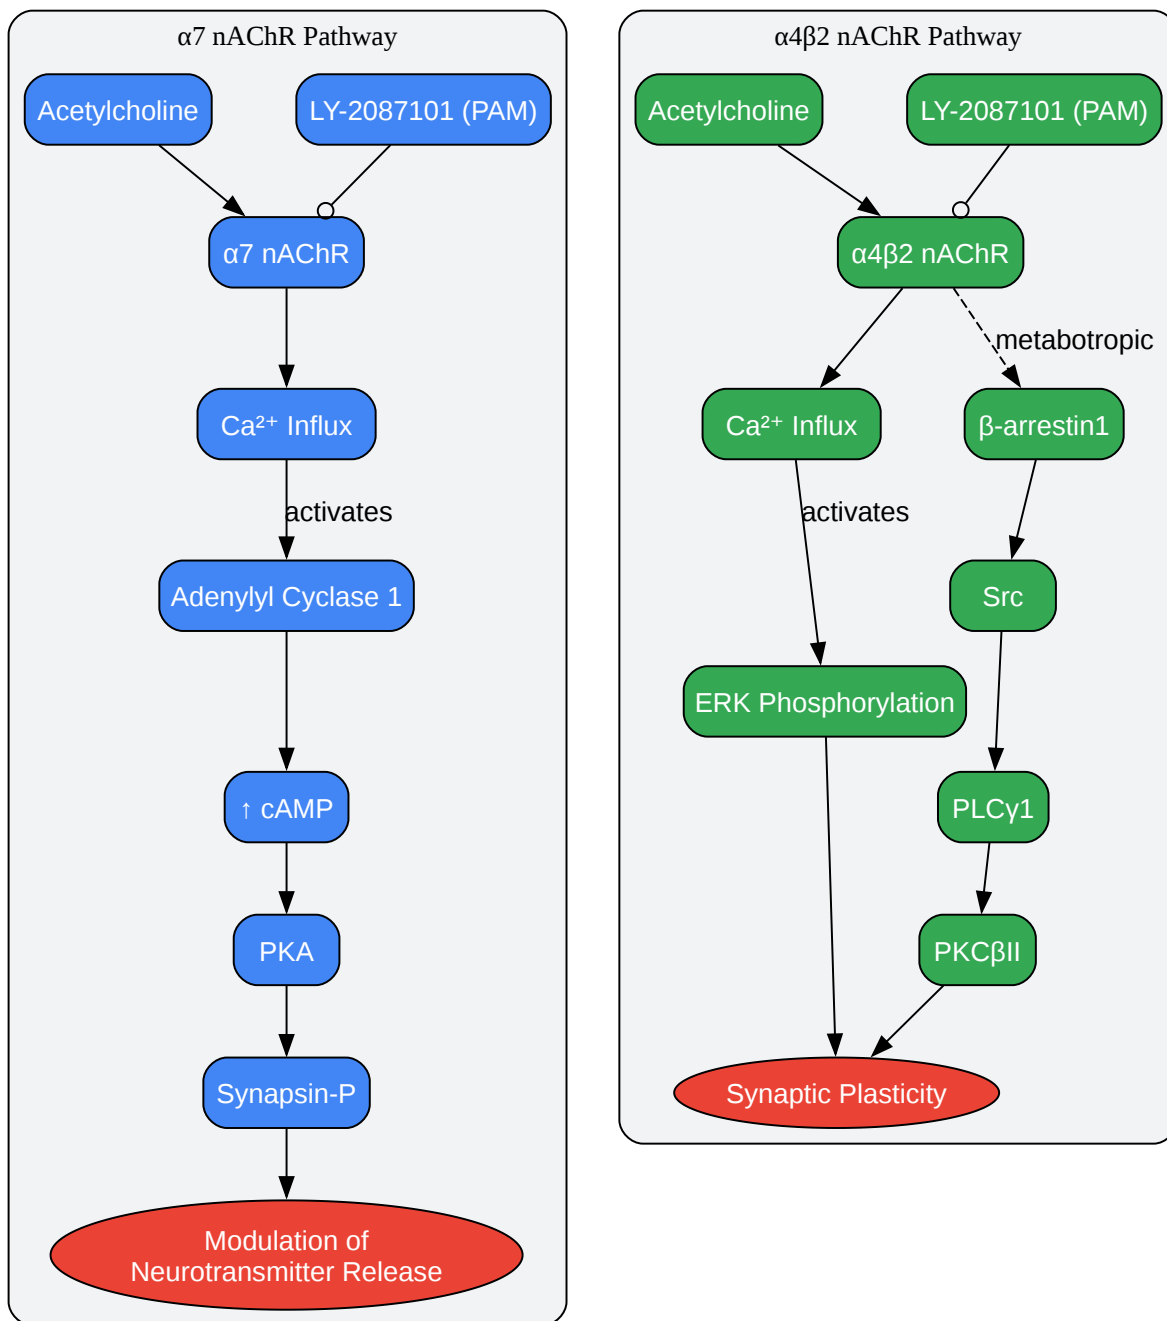 α7 nAChR Pathway
Acetylcholine
LY-2087101 (PAM)
α7 nAChR
Ca²⁺ Influx
activates
Adenylyl Cyclase 1
↑ cAMP
PKA
Synapsin-P
Modulation of
Neurotransmitter Release
α4β2 nAChR Pathway
Acetylcholine
LY-2087101 (PAM)
α4β2 nAChR
metabotropic
Ca²⁺ Influx
β-arrestin1
activates
Src
ERK Phosphorylation
PLCγ1
PKCβII
Synaptic Plasticity